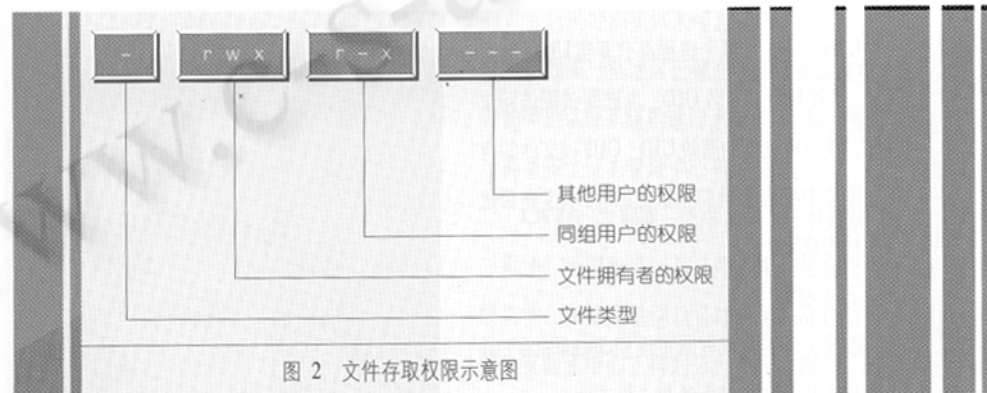 - rwx r-x ---
其他用户的权限
同组用户的权限
文件拥有者的权限
文件类型
图 2 文件存取权限示意图